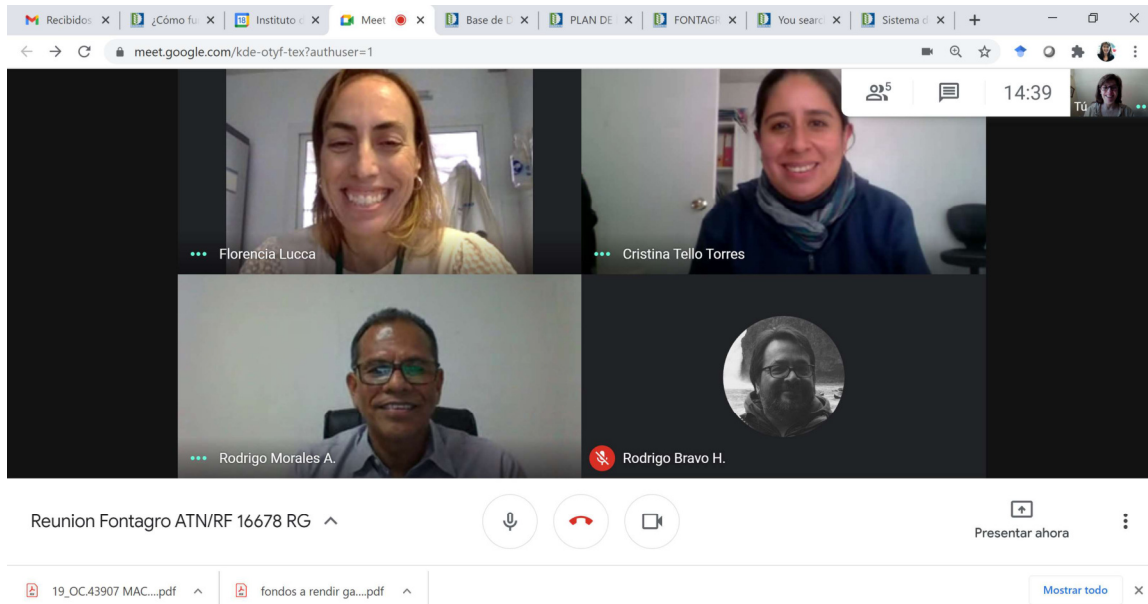 Recibidos
¿Cómo fu
18
Instituto d
Meet
Base de D
PLAN DE
FONTAGR
You searc
Sistema d
meet.google.com/kde-otyf-tex?authuser=1
5
14:39
Tú
Florencia Lucca
Cristina Tello Torres
Rodrigo Morales A.
Rodrigo Bravo H.
Reunion Fontagro ATN/RF 16678 RG
Presentar ahora
19_OC.43907 MAC....pdf
fondos a rendir ga....pdf
Mostrar todo